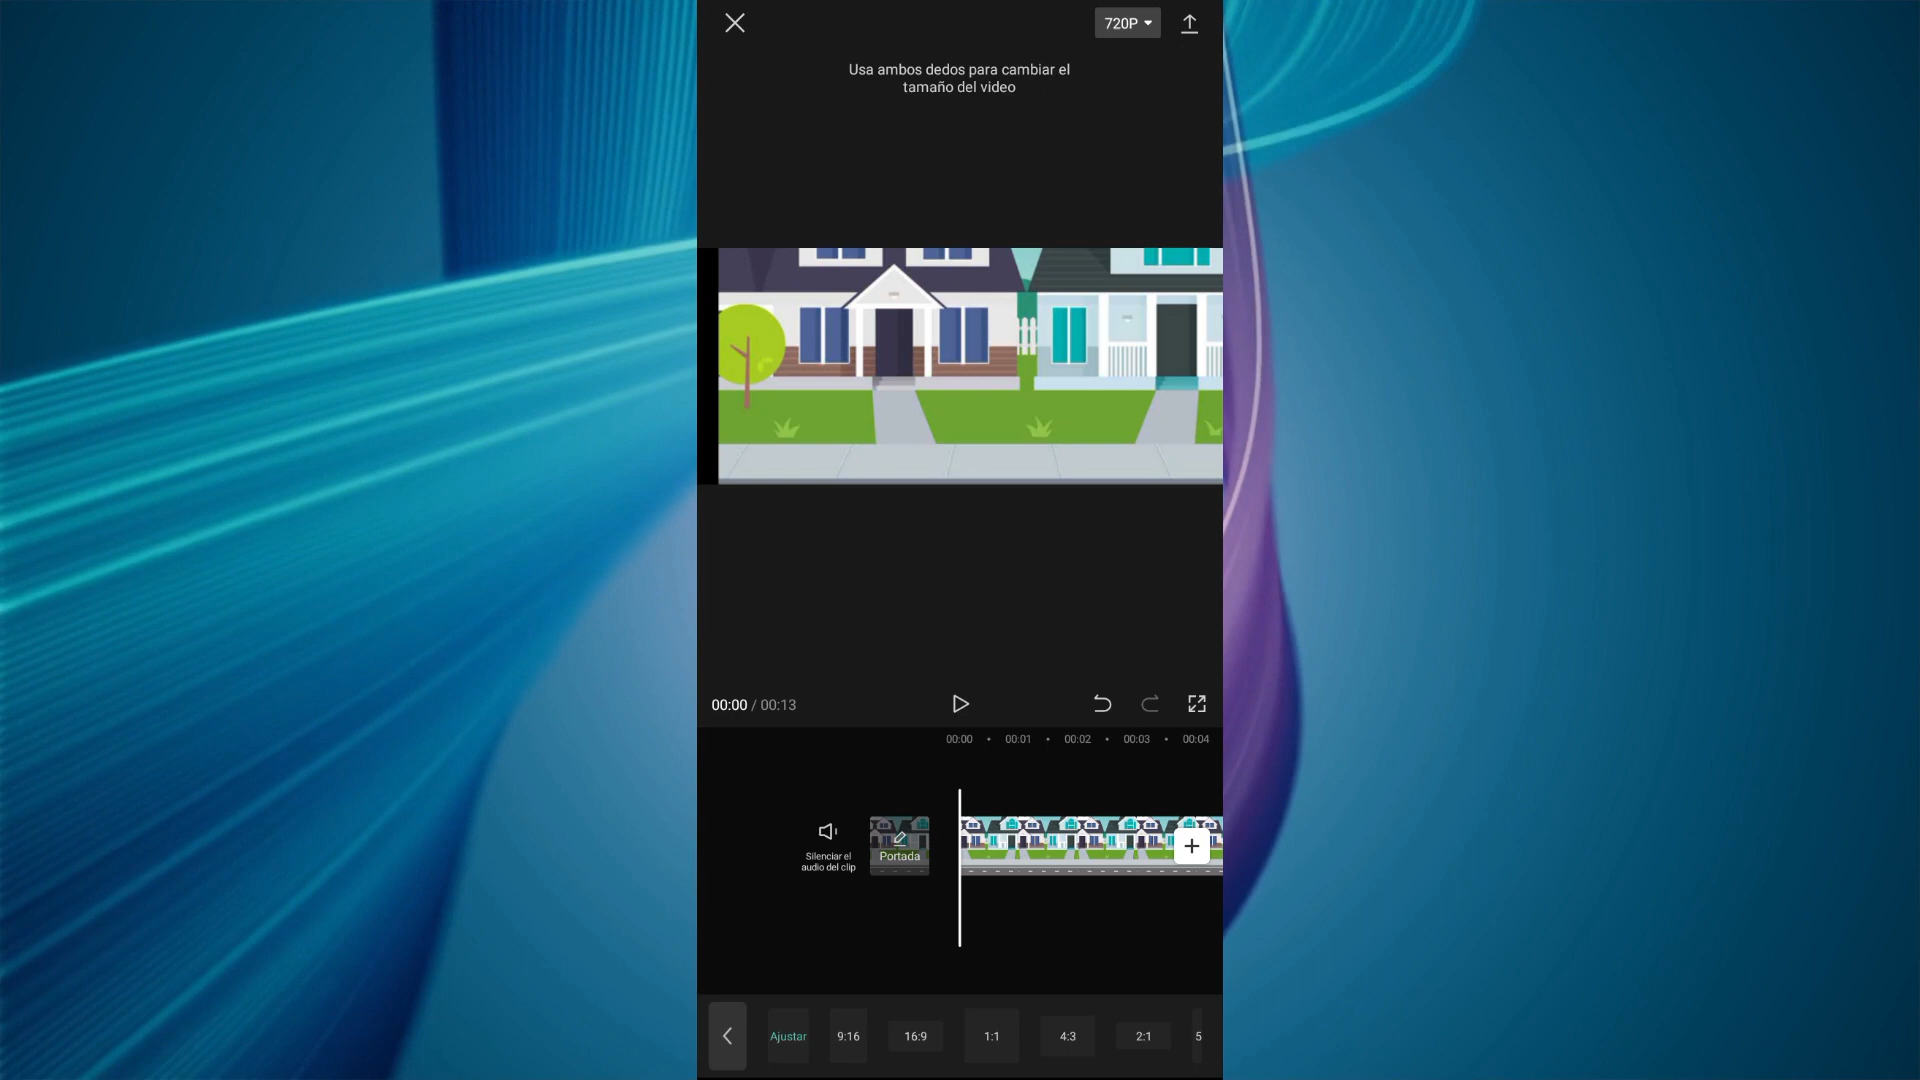 720P
Usa ambos dedos para cambiar el
tamaño del video
00:00 / 00:13
00:00 • 00:01 • 00:02 • 00:03 • 00:04
Silenciar el
audio del clip
Portada
Ajustar
9:16
16:9
1:1
4:3
2:1
5